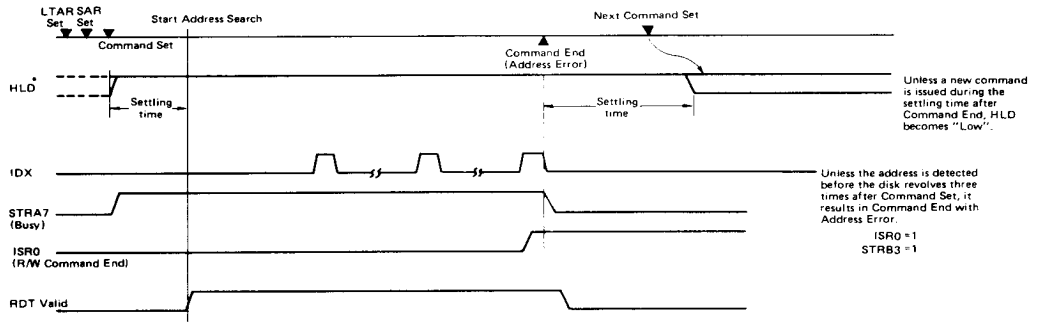 LTAR SAR
Set Set
Start Address Search
Next Command Set
Command Set
Command End
(Address Error)
HLD*
Settling
time
Settling
time
Unless a new command
is issued during the
settling time after
Command End, HLD
becomes "Low".
IDX
Unless the address is detected
before the disk revolves three
times after Command Set, it
results in Command End with
Address Error.
ISR0 = 1
STRB3 = 1
STRA7
(Busy)
ISR0
(R/W Command End)
RDT Valid